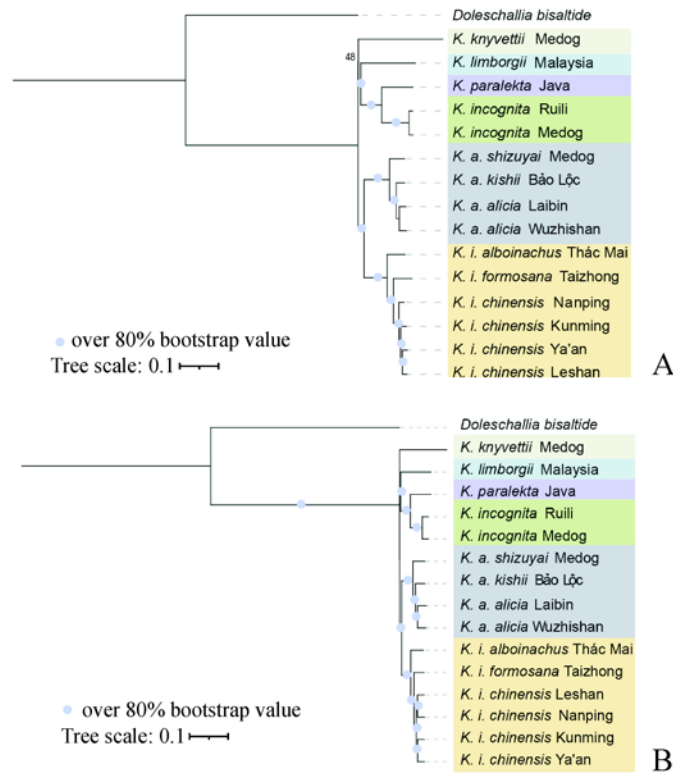 Doleschallia bisaltide
K. knyvettii Medog
48
K. limborgii Malaysia
K. paralekta Java
K. incognita Ruili
K. incognita Medog
K. a. shizuyai Medog
K. a. kishii Bảo Lộc
K. a. alicia Laibin
K. a. alicia Wuzhishan
K. i. alboinachus Thác Mai
K. i. formosana Taizhong
K. i. chinensis Nanping
K. i. chinensis Kunming
K. i. chinensis Ya'an
K. i. chinensis Leshan
over 80% bootstrap value
Tree scale: 0.1
A
Doleschallia bisaltide
K. knyvettii Medog
K. limborgii Malaysia
K. paralekta Java
K. incognita Ruili
K. incognita Medog
K. a. shizuyai Medog
K. a. kishii Bảo Lộc
K. a. alicia Laibin
K. a. alicia Wuzhishan
K. i. alboinachus Thác Mai
K. i. formosana Taizhong
K. i. chinensis Leshan
K. i. chinensis Nanping
K. i. chinensis Kunming
K. i. chinensis Ya'an
over 80% bootstrap value
Tree scale: 0.1
B